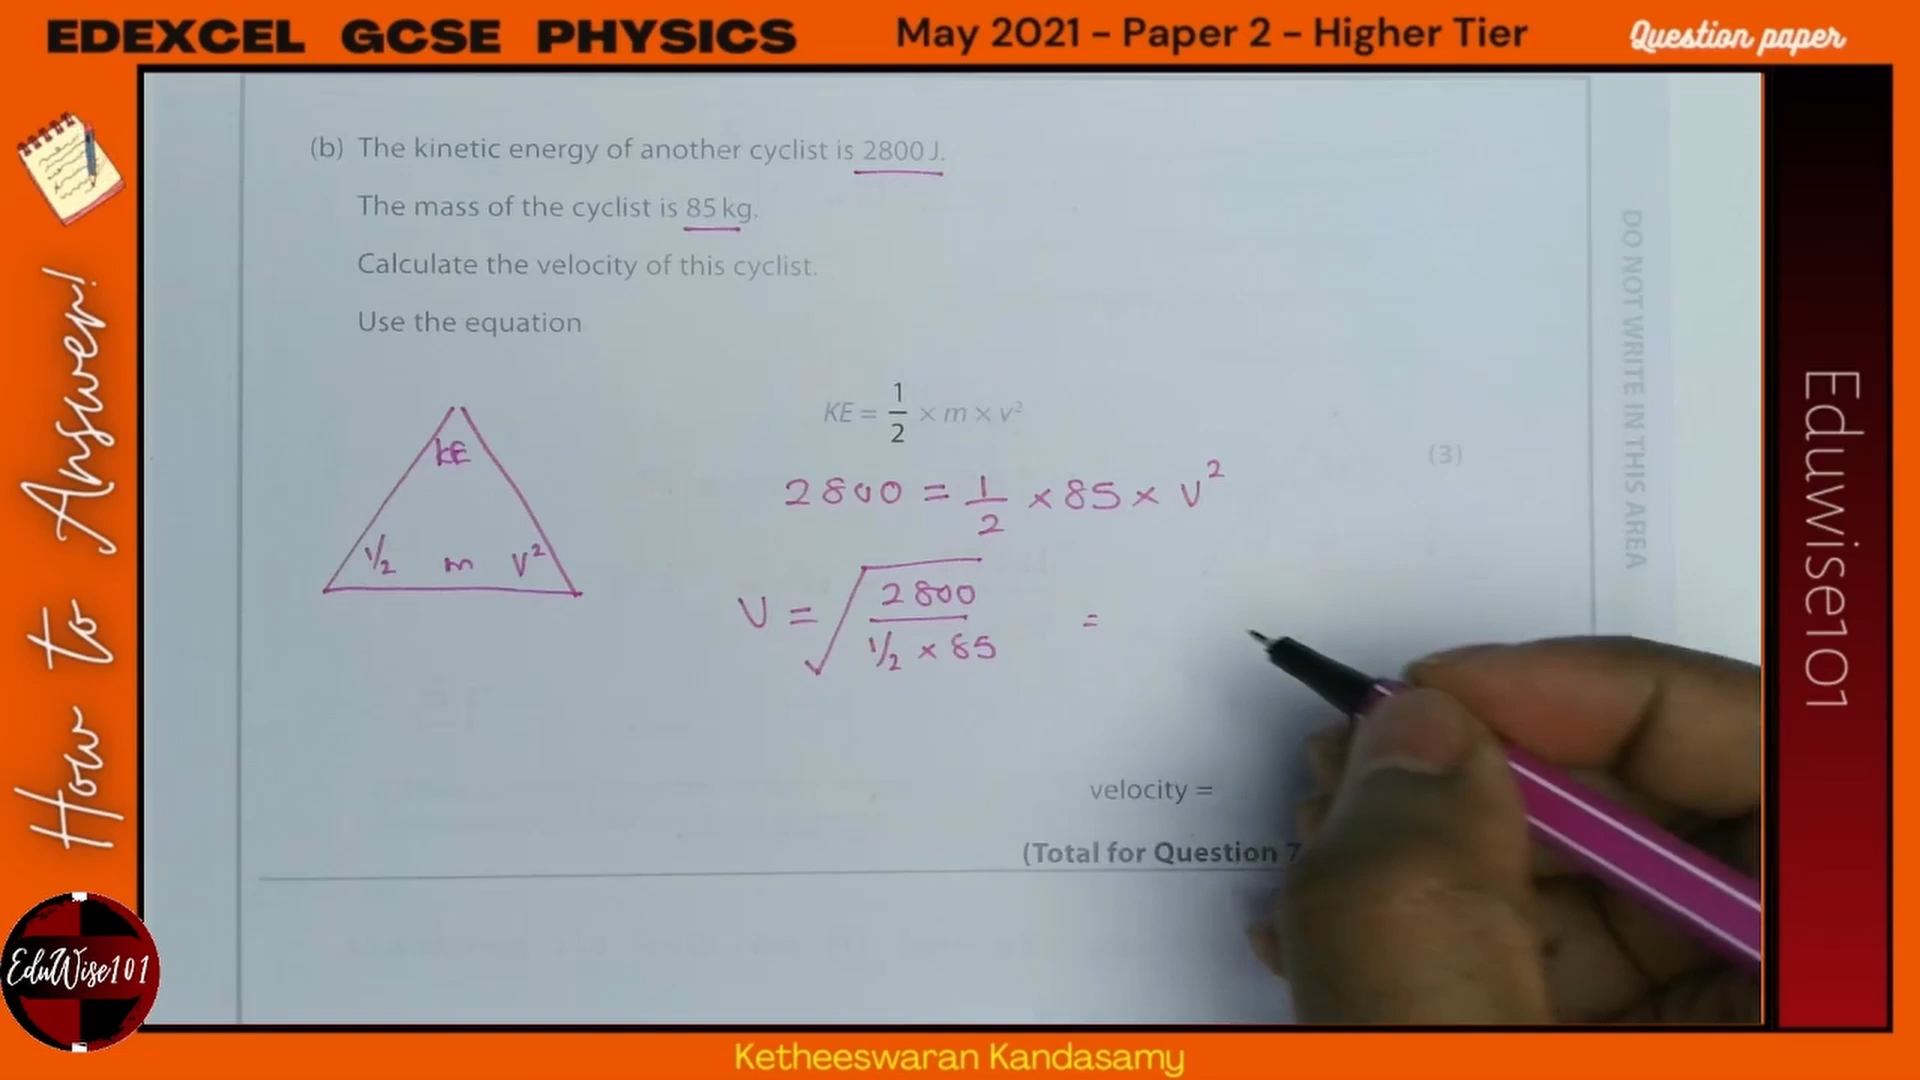 EDEXCEL GCSE PHYSICS May 2021 - Paper 2 - Higher Tier Question paper
How to Answer!
(b) The kinetic energy of another cyclist is 2800 J.
The mass of the cyclist is 85 kg.
Calculate the velocity of this cyclist.
Use the equation
KE = 1/2 × m × v²
(3)
KE
1/2 m v²
2800 = 1/2 × 85 × v²
V = √(2800 / (1/2 × 85)) =
velocity =
(Total for Question 7
DO NOT WRITE IN THIS AREA
Eduwise101
EduWise101
Ketheeswaran Kandasamy